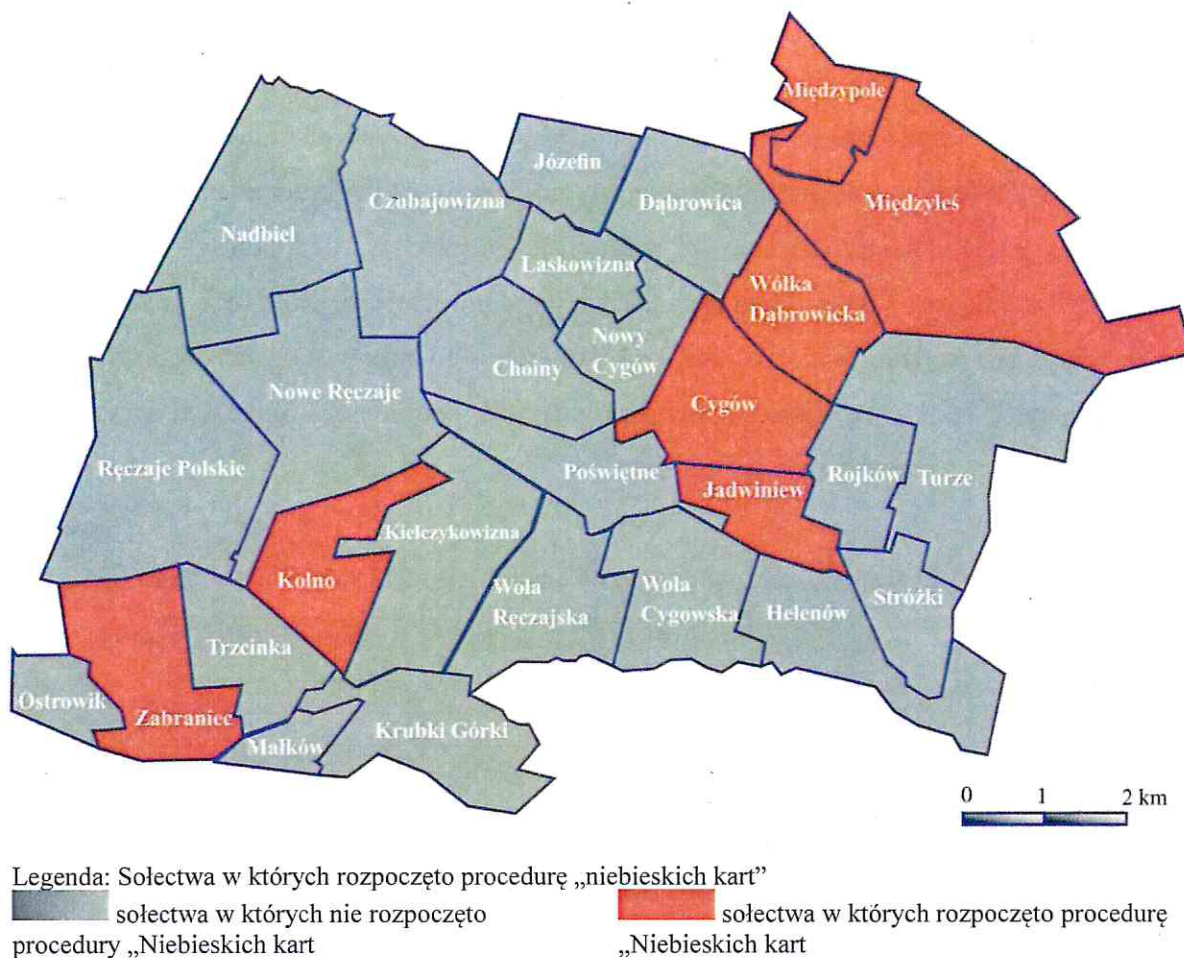 Międzypole
Józefin
Dąbrowica
Międzyleś
Czubajowizna
Nadbiel
Laskowizna
Wólka
Dąbrowicka
Nowy
Cygów
Choiny
Nowe Ręczaje
Cygów
Ręczaje Polskie
Poświętne
Rojków
Turze
Jadwiniew
Kielczykowizna
Kolno
Wola
Ręczajska
Wola
Cygowska
Helenów
Stróżki
Trzcinka
Ostrowik
Zabraniec
Małków
Krubki Górki
0 1 2 km
Legenda: Sołectwa w których rozpoczęto procedurę „niebieskich kart”
sołectwa w których nie rozpoczęto
procedury „Niebieskich kart
sołectwa w których rozpoczęto procedurę
„Niebieskich kart